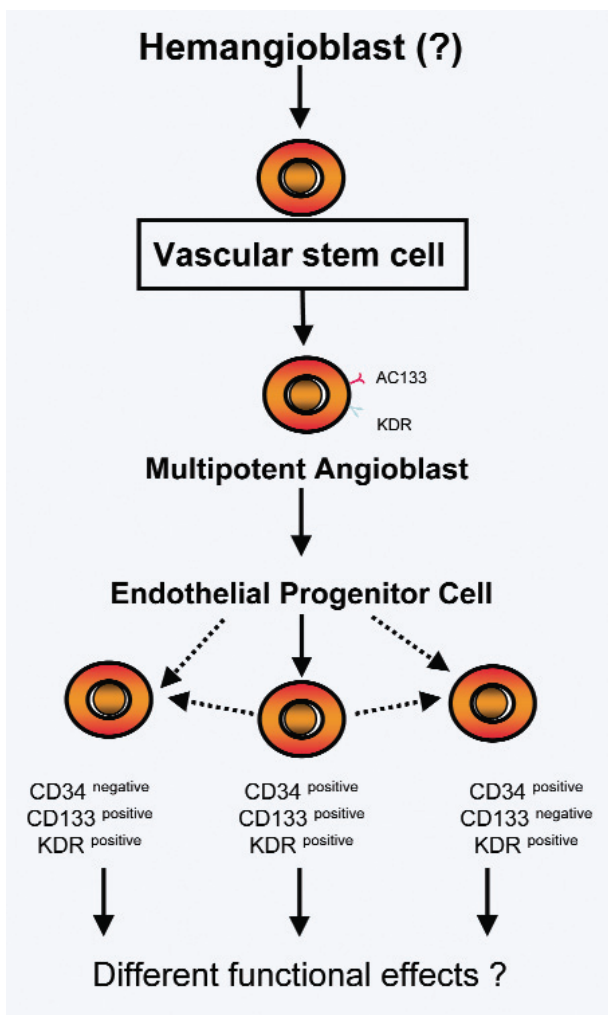 Hemangioblast (?)
Vascular stem cell
AC133
KDR
Multipotent Angioblast
Endothelial Progenitor Cell
CD34 negative
CD133 positive
KDR positive
CD34 positive
CD133 positive
KDR positive
CD34 positive
CD133 negative
KDR positive
Different functional effects ?